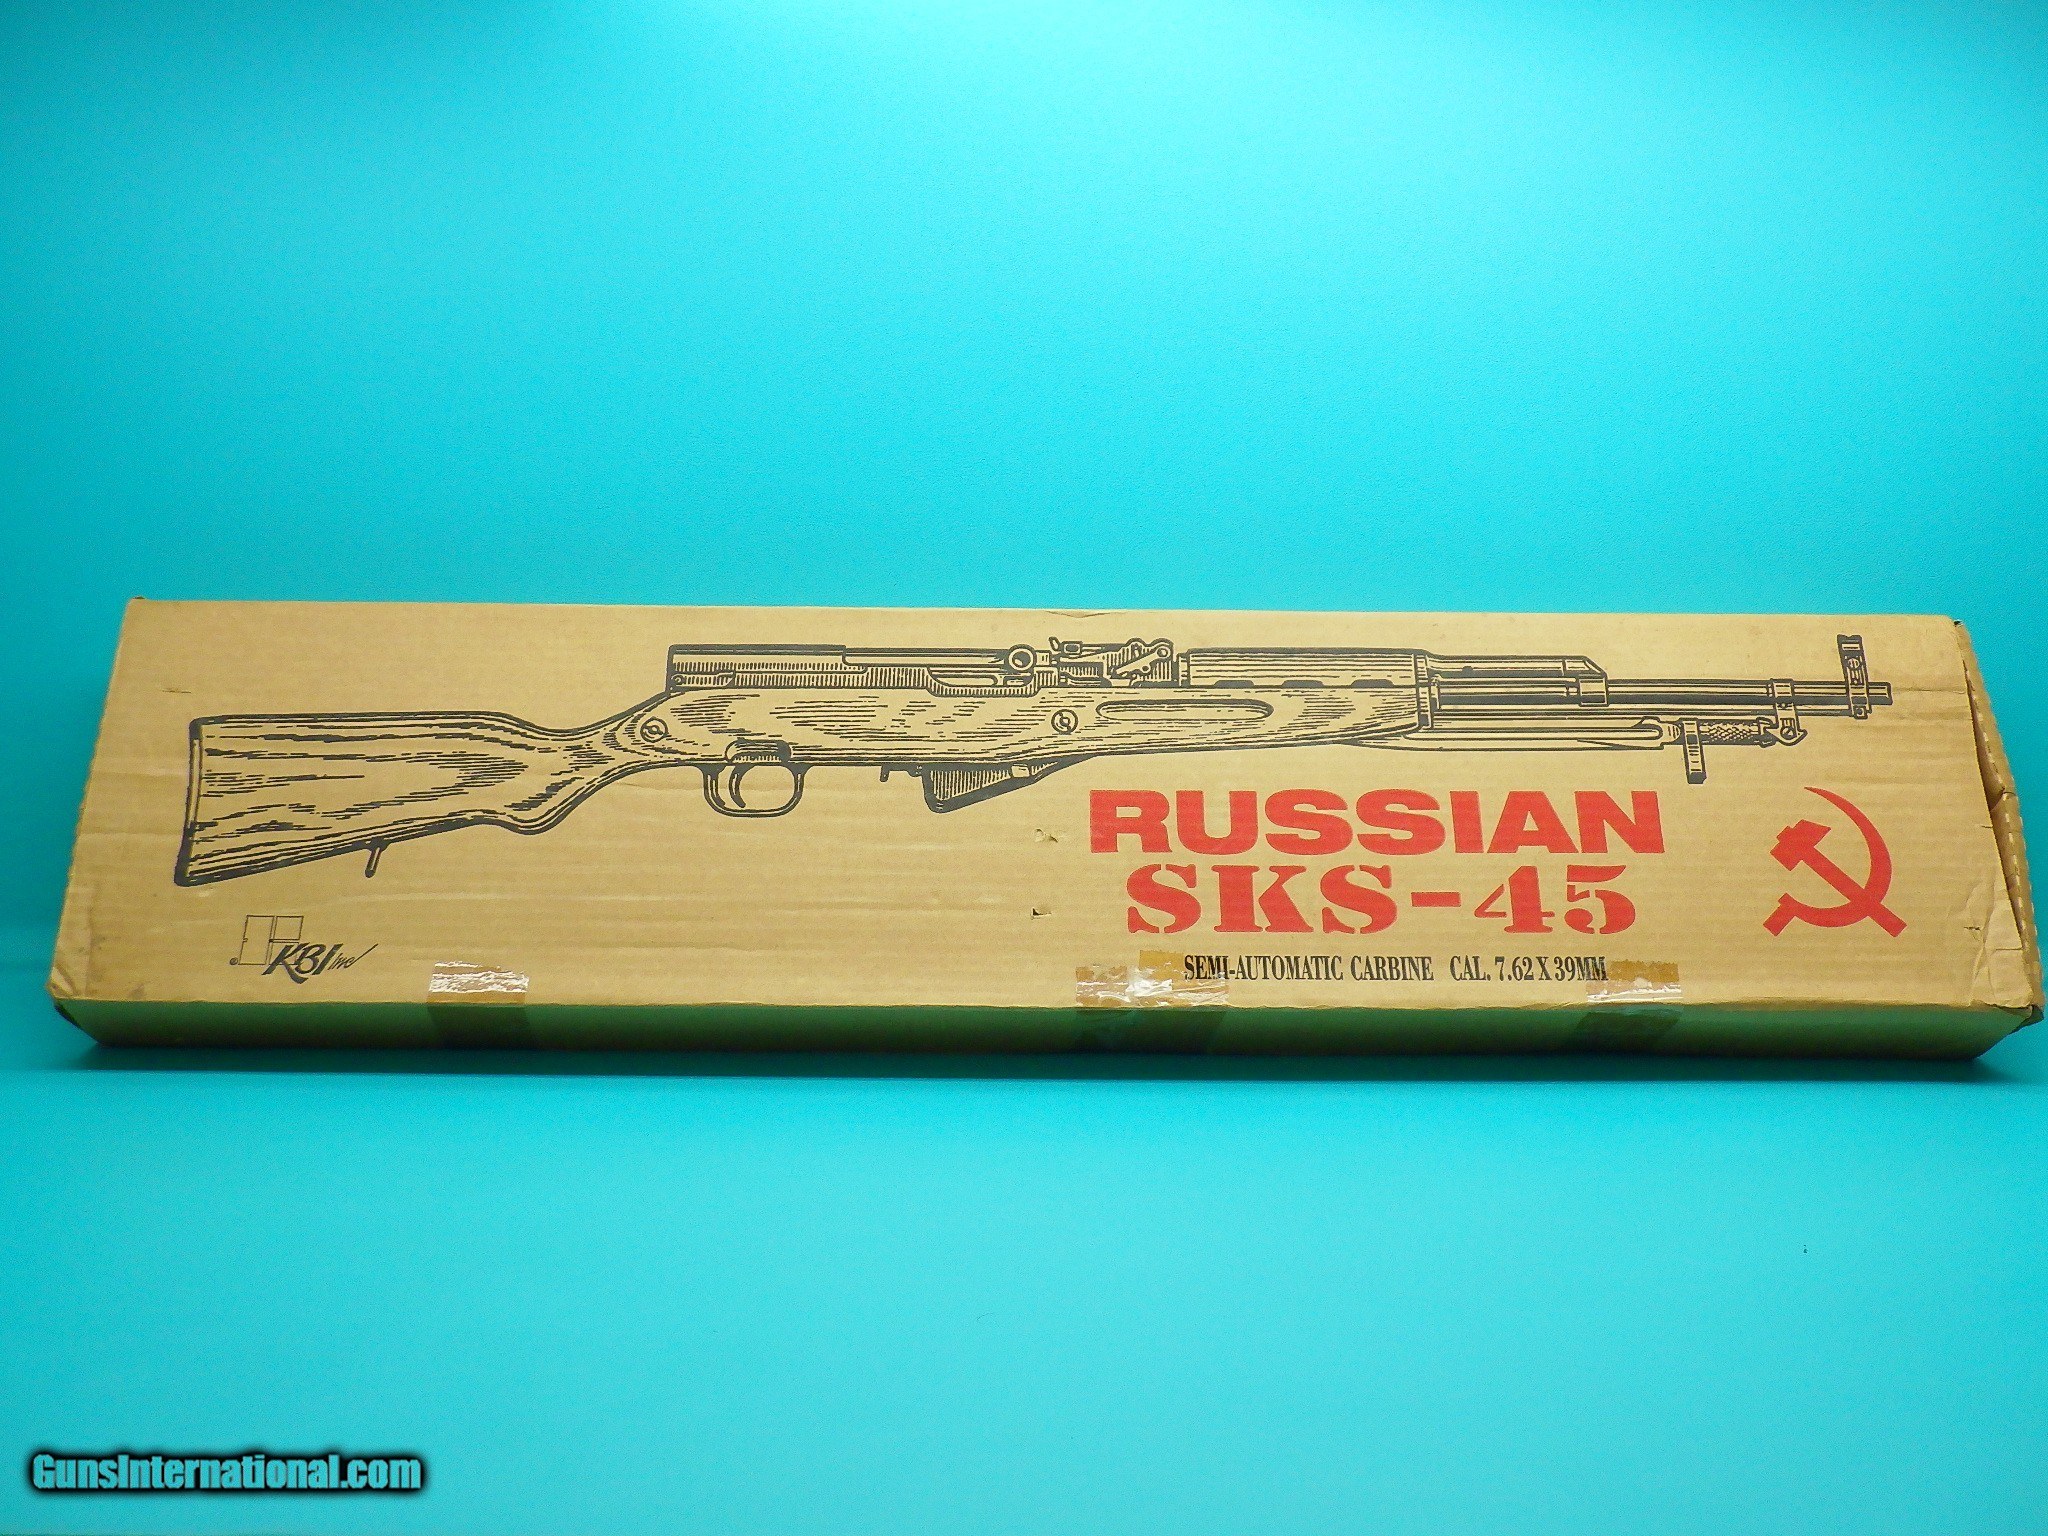 RUSSIAN
SKS-45
SEMI-AUTOMATIC CARBINE CAL. 7.62 X 39MM
® KBI Inc
GunsInternational.com